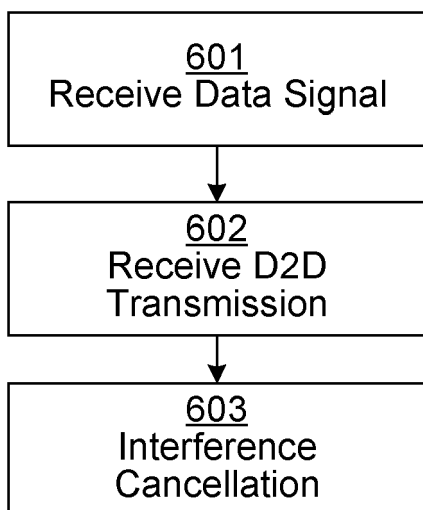 601
Receive Data Signal
602
Receive D2D
Transmission
603
Interference
Cancellation